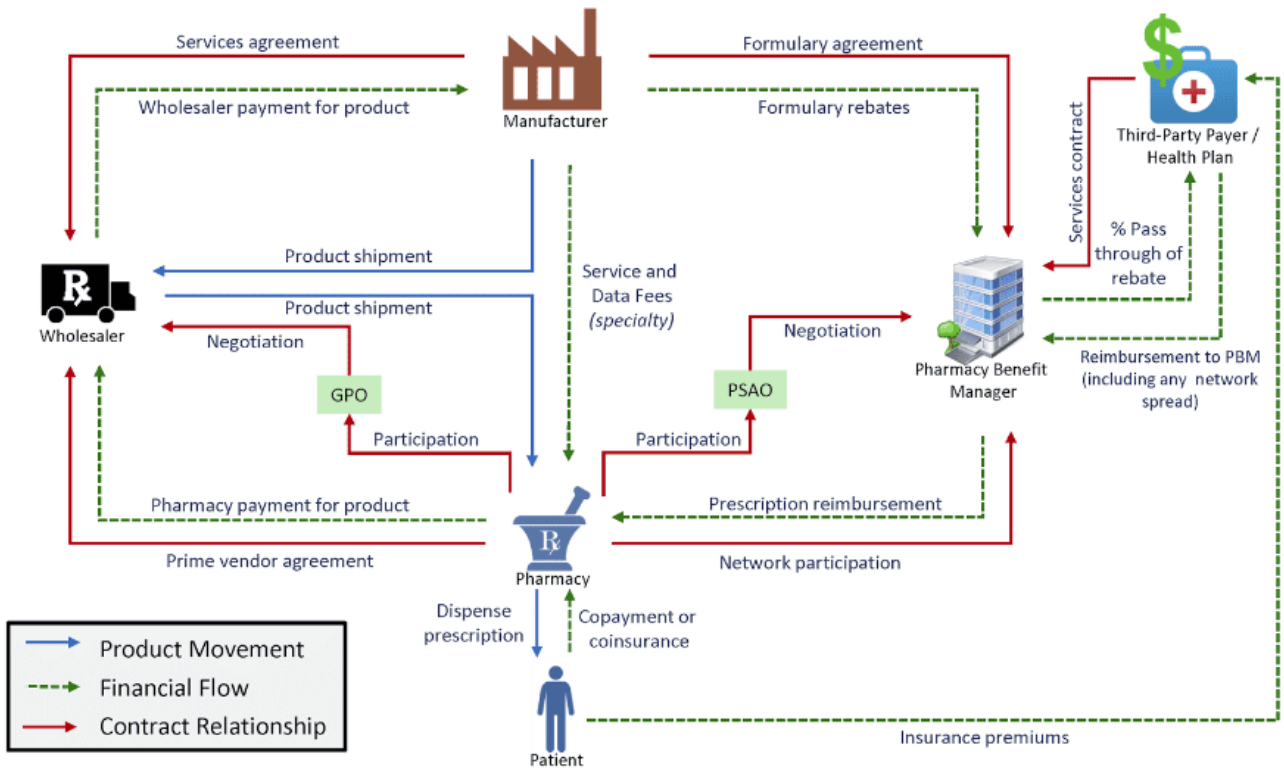 Services agreement
Formulary agreement
Wholesaler payment for product
Manufacturer
Formulary rebates
Third-Party Payer /
Health Plan
Services contract
% Pass
through of
rebate
Product shipment
Rx
Product shipment
Service and
Data Fees
(specialty)
Wholesaler
Negotiation
Negotiation
Pharmacy Benefit
Manager
Reimbursement to PBM
(including any network
spread)
GPO
PSAO
Participation
Participation
Pharmacy payment for product
Prescription reimbursement
Rx
Prime vendor agreement
Network participation
Pharmacy
Dispense
prescription
Copayment or
coinsurance
Product Movement
Financial Flow
Contract Relationship
Insurance premiums
Patient